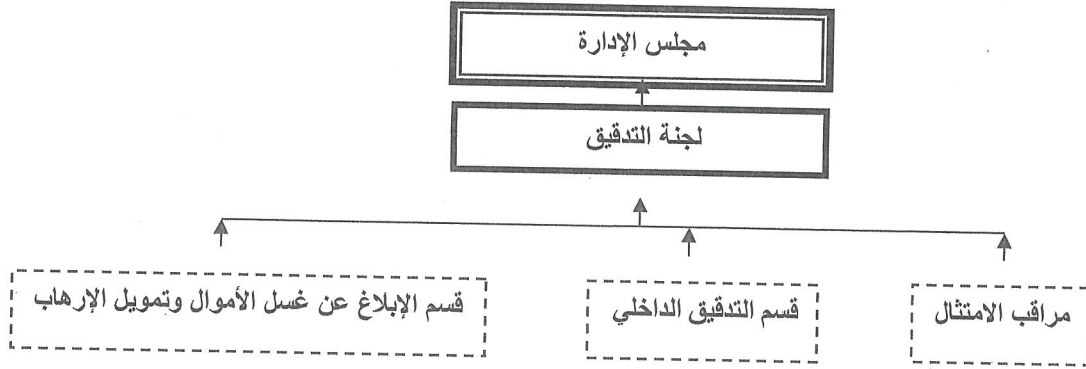 مجلس الإدارة
لجنة التدقيق
مراقب الامتثال
قسم التدقيق الداخلي
قسم الإبلاغ عن غسل الأموال وتمويل الإرهاب